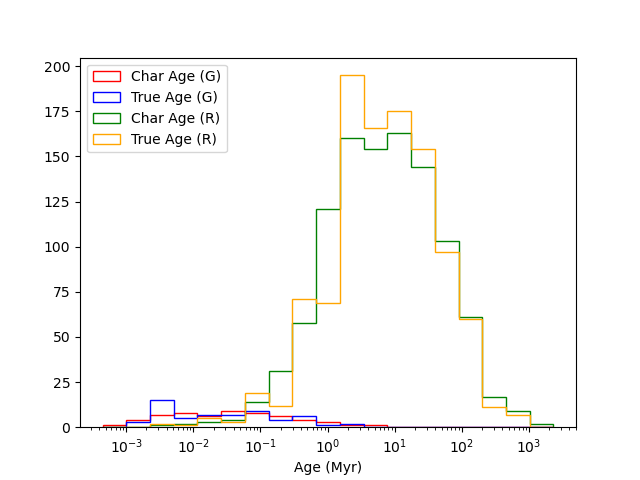 200
175
150
125
100
75
50
25
0
Char Age (G)
True Age (G)
Char Age (R)
True Age (R)
10⁻³ 10⁻² 10⁻¹ 10⁰ 10¹ 10² 10³
Age (Myr)